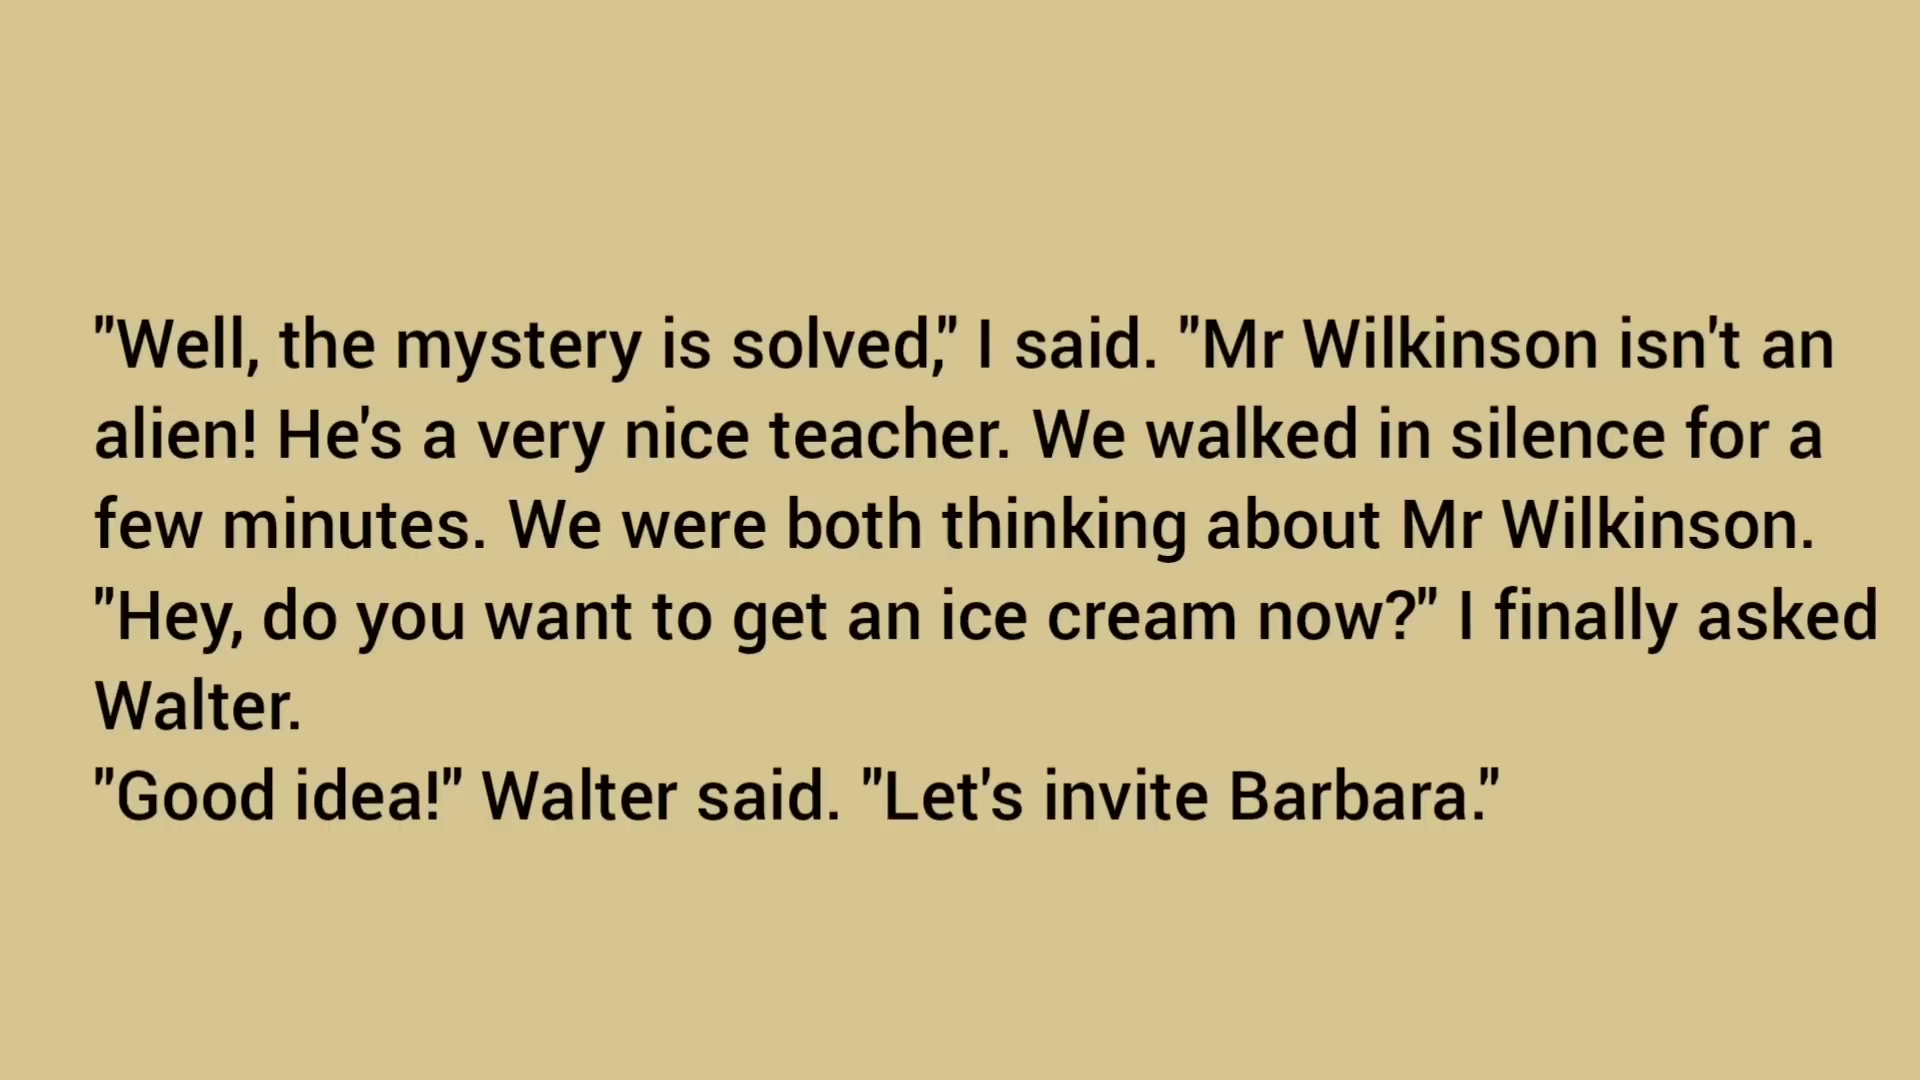 "Well, the mystery is solved," I said. "Mr Wilkinson isn't an
alien! He's a very nice teacher. We walked in silence for a
few minutes. We were both thinking about Mr Wilkinson.
"Hey, do you want to get an ice cream now?" I finally asked
Walter.
"Good idea!" Walter said. "Let's invite Barbara."